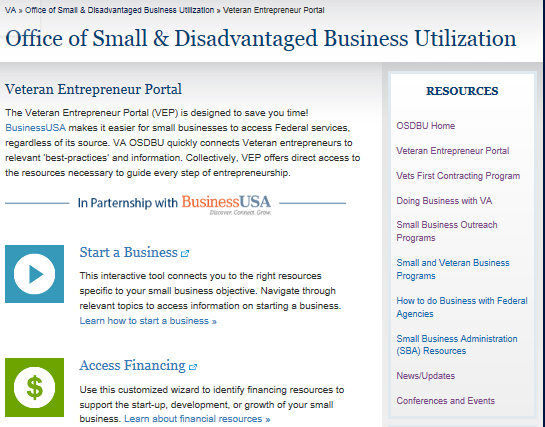 VA » Office of Small & Disadvantaged Business Utilization » Veteran Entrepreneur Portal
Office of Small & Disadvantaged Business Utilization
Veteran Entrepreneur Portal
The Veteran Entrepreneur Portal (VEP) is designed to save you time!
BusinessUSA makes it easier for small businesses to access Federal services,
regardless of its source. VA OSDBU quickly connects Veteran entrepreneurs to
relevant 'best-practices' and information. Collectively, VEP offers direct access to
the resources necessary to guide every step of entrepreneurship.
In Parternship with BusinessUSA
Discover. Connect. Grow.
Start a Business
This interactive tool connects you to the right resources
specific to your small business objective. Navigate through
relevant topics to access information on starting a business.
Learn how to start a business »
$
Access Financing
Use this customized wizard to identify financing resources to
support the start-up, development, or growth of your small
business. Learn about financial resources »
RESOURCES
OSDBU Home
Veteran Entrepreneur Portal
Vets First Contracting Program
Doing Business with VA
Small Business Outreach
Programs
Small and Veteran Business
Programs
How to do Business with Federal
Agencies
Small Business Administration
(SBA) Resources
News/Updates
Conferences and Events